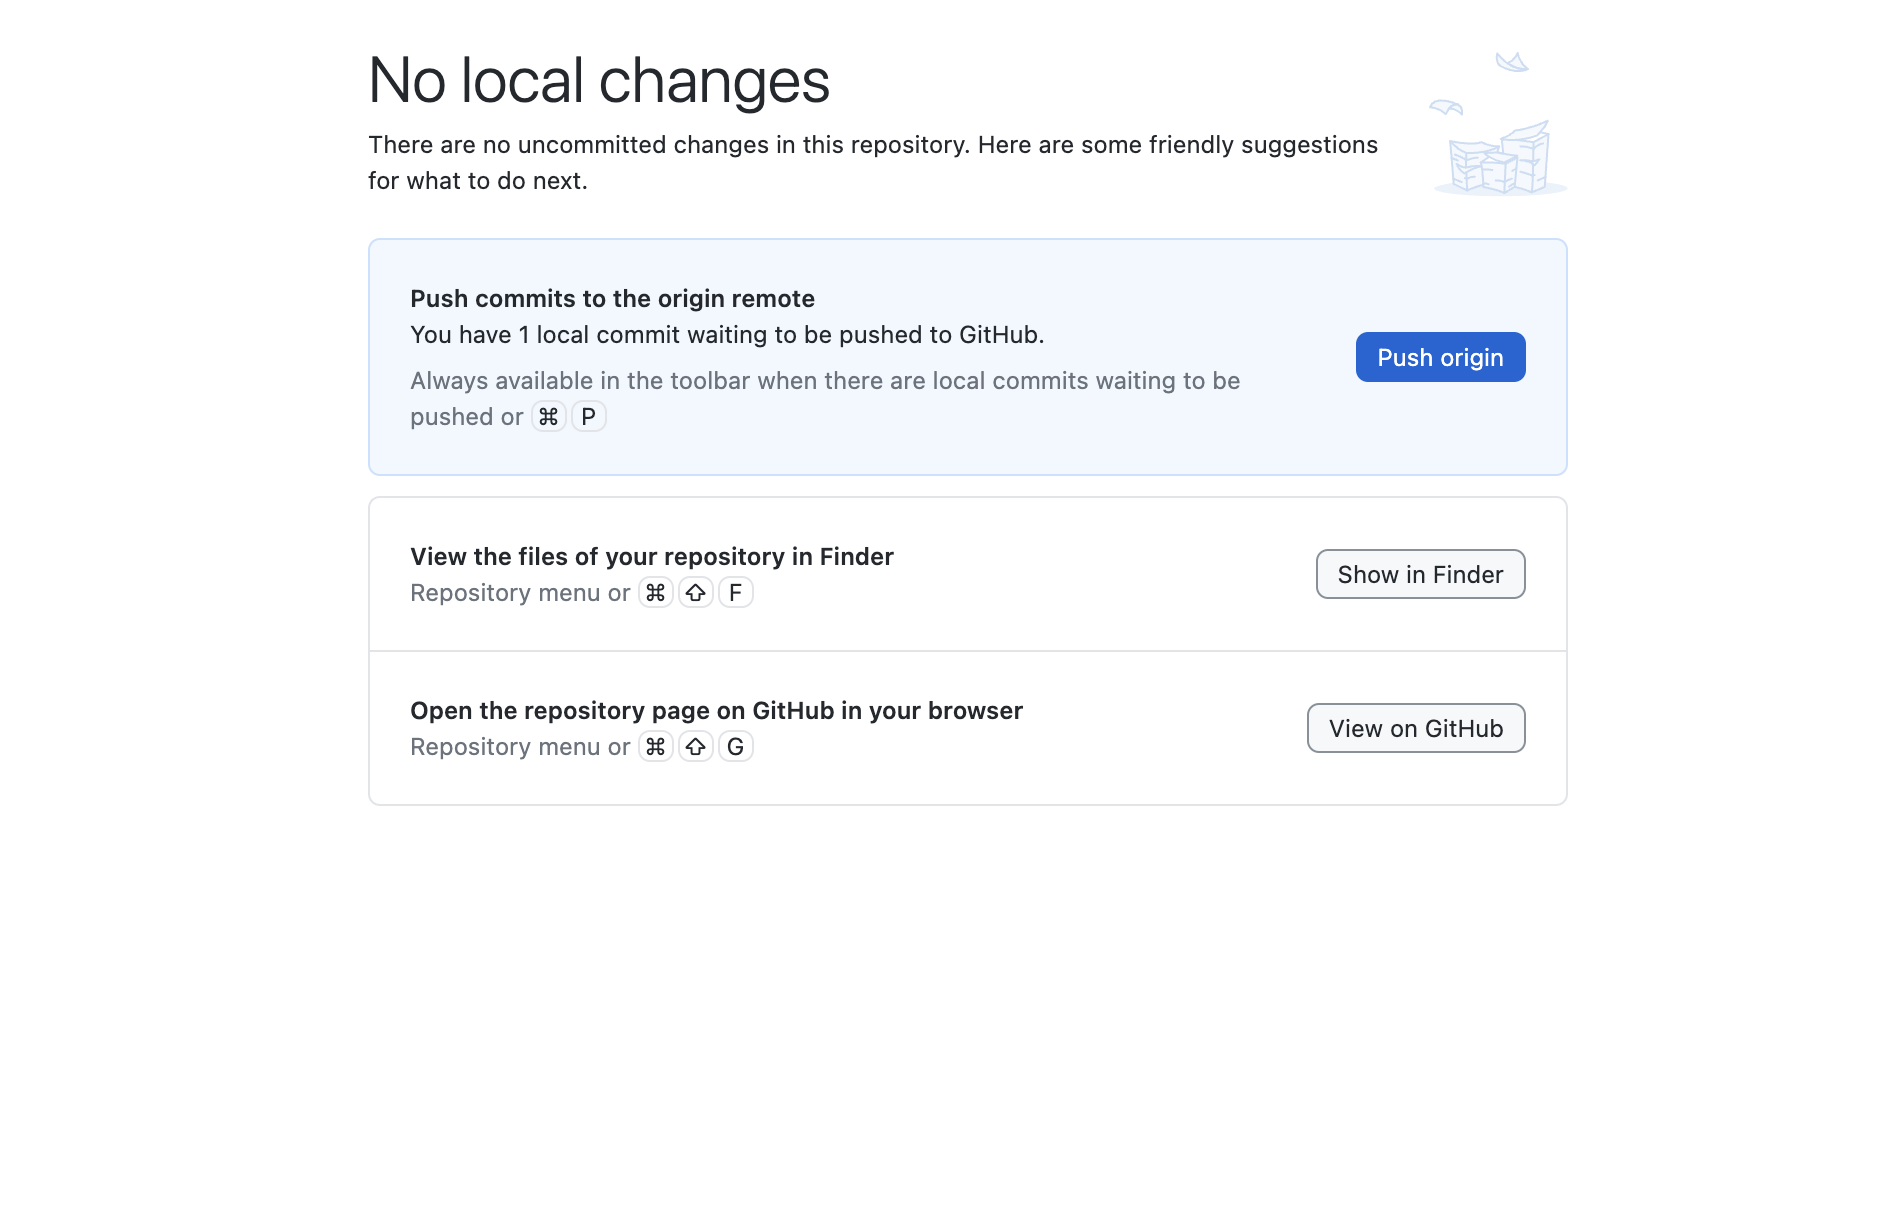 No local changes
There are no uncommitted changes in this repository. Here are some friendly suggestions
for what to do next.
Push commits to the origin remote
You have 1 local commit waiting to be pushed to GitHub.
Always available in the toolbar when there are local commits waiting to be
pushed or ⌘ P
Push origin
View the files of your repository in Finder
Repository menu or ⌘ ⇧ F
Show in Finder
Open the repository page on GitHub in your browser
Repository menu or ⌘ ⇧ G
View on GitHub